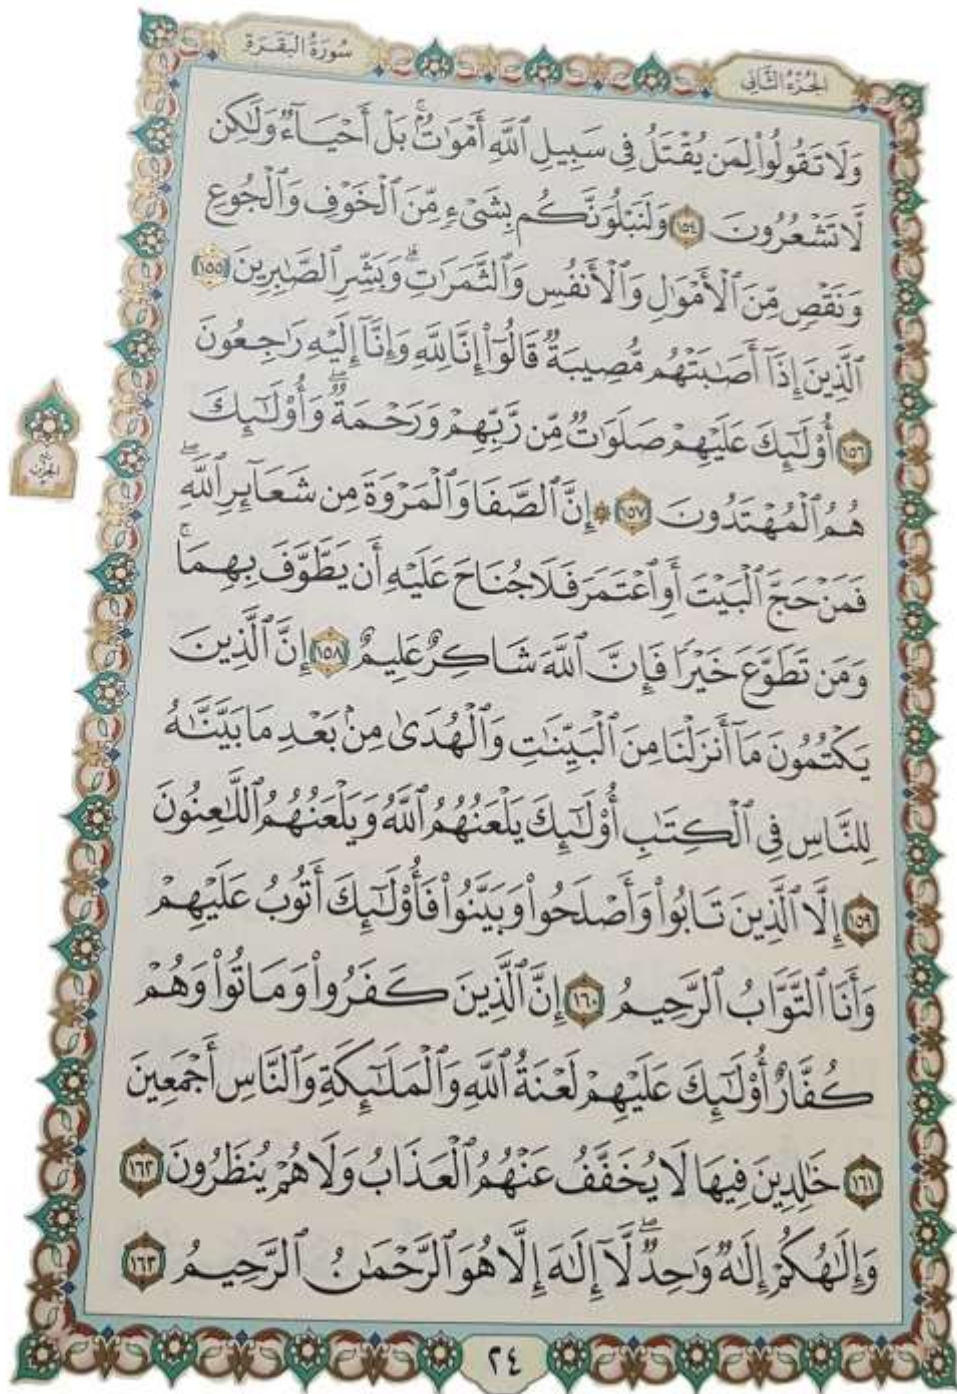 سُورَةُ البَقَرَةِ
الجُزْءُ الثَّانِي
وَلَا تَقُولُوا۟ لِمَن يُقْتَلُ فِى سَبِيلِ ٱللَّهِ أَمْوَٰتٌۢ ۚ بَلْ أَحْيَآءٌ وَلَٰكِن
لَّا تَشْعُرُونَ ١٥٤ وَلَنَبْلُوَنَّكُم بِشَىْءٍ مِّنَ ٱلْخَوْفِ وَٱلْجُوعِ
وَنَقْصٍ مِّنَ ٱلْأَمْوَٰلِ وَٱلْأَنفُسِ وَٱلثَّمَرَٰتِ ۗ وَبَشِّرِ ٱلصَّٰبِرِينَ ١٥٥
ٱلَّذِينَ إِذَآ أَصَٰبَتْهُم مُّصِيبَةٌ قَالُوٓا۟ إِنَّا لِلَّهِ وَإِنَّآ إِلَيْهِ رَٰجِعُونَ
١٥٦ أُو۟لَٰٓئِكَ عَلَيْهِمْ صَلَوَٰتٌ مِّن رَّبِّهِمْ وَرَحْمَةٌ ۖ وَأُو۟لَٰٓئِكَ
هُمُ ٱلْمُهْتَدُونَ ١٥٧ ۞ إِنَّ ٱلصَّفَا وَٱلْمَرْوَةَ مِن شَعَآئِرِ ٱللَّهِ ۖ
فَمَنْ حَجَّ ٱلْبَيْتَ أَوِ ٱعْتَمَرَ فَلَا جُنَاحَ عَلَيْهِ أَن يَطَّوَّفَ بِهِمَا ۚ
وَمَن تَطَوَّعَ خَيْرًا فَإِنَّ ٱللَّهَ شَاكِرٌ عَلِيمٌ ١٥٨ إِنَّ ٱلَّذِينَ
يَكْتُمُونَ مَآ أَنزَلْنَا مِنَ ٱلْبَيِّنَٰتِ وَٱلْهُدَىٰ مِنۢ بَعْدِ مَا بَيَّنَّٰهُ
لِلنَّاسِ فِى ٱلْكِتَٰبِ أُو۟لَٰٓئِكَ يَلْعَنُهُمُ ٱللَّهُ وَيَلْعَنُهُمُ ٱللَّٰعِنُونَ
١٥٩ إِلَّا ٱلَّذِينَ تَابُوا۟ وَأَصْلَحُوا۟ وَبَيَّنُوا۟ فَأُو۟لَٰٓئِكَ أَتُوبُ عَلَيْهِمْ
وَأَنَا ٱلتَّوَّابُ ٱلرَّحِيمُ ١٦٠ إِنَّ ٱلَّذِينَ كَفَرُوا۟ وَمَاتُوا۟ وَهُمْ
كُفَّارٌ أُو۟لَٰٓئِكَ عَلَيْهِمْ لَعْنَةُ ٱللَّهِ وَٱلْمَلَٰٓئِكَةِ وَٱلنَّاسِ أَجْمَعِينَ
١٦١ خَٰلِدِينَ فِيهَا لَا يُخَفَّفُ عَنْهُمُ ٱلْعَذَابُ وَلَا هُمْ يُنظَرُونَ ١٦٢
وَإِلَٰهُكُمْ إِلَٰهٌ وَٰحِدٌ ۖ لَّآ إِلَٰهَ إِلَّا هُوَ ٱلرَّحْمَٰنُ ٱلرَّحِيمُ ١٦٣
٢٤